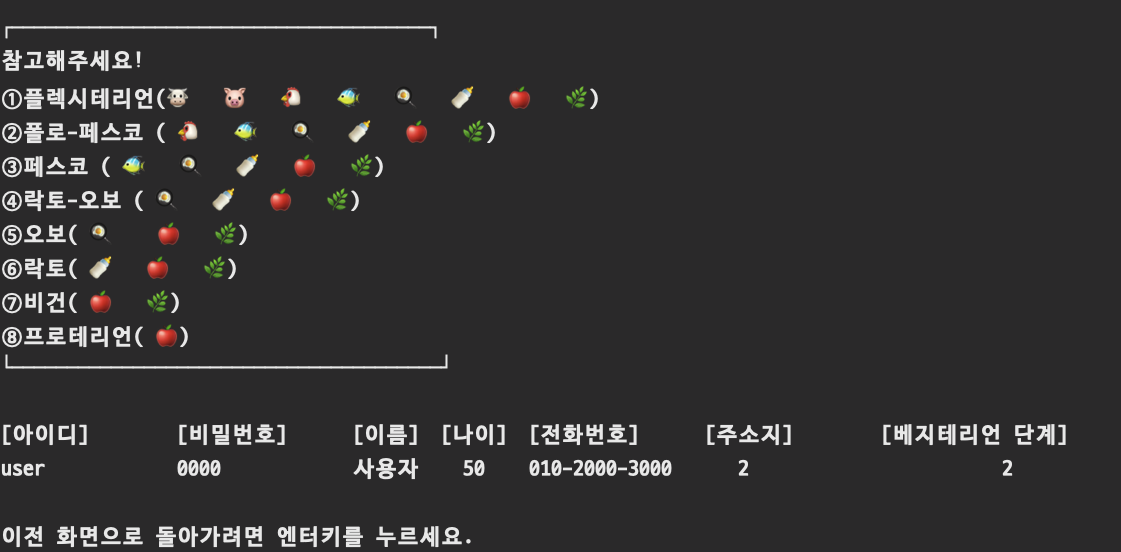 참고해주세요!
①플렉시테리언(🐮 🐷 🐔 🐠 🍳 🍼 🍎 🌿)
②폴로-페스코 ( 🐔 🐠 🍳 🍼 🍎 🌿)
③페스코 ( 🐠 🍳 🍼 🍎 🌿)
④락토-오보 ( 🍳 🍼 🍎 🌿)
⑤오보( 🍳 🍎 🌿)
⑥락토( 🍼 🍎 🌿)
⑦비건( 🍎 🌿)
⑧프로테리언( 🍎)
[아이디] [비밀번호] [이름] [나이] [전화번호] [주소지] [베지테리언 단계]
user 0000 사용자 50 010-2000-3000 2 2
이전 화면으로 돌아가려면 엔터키를 누르세요.